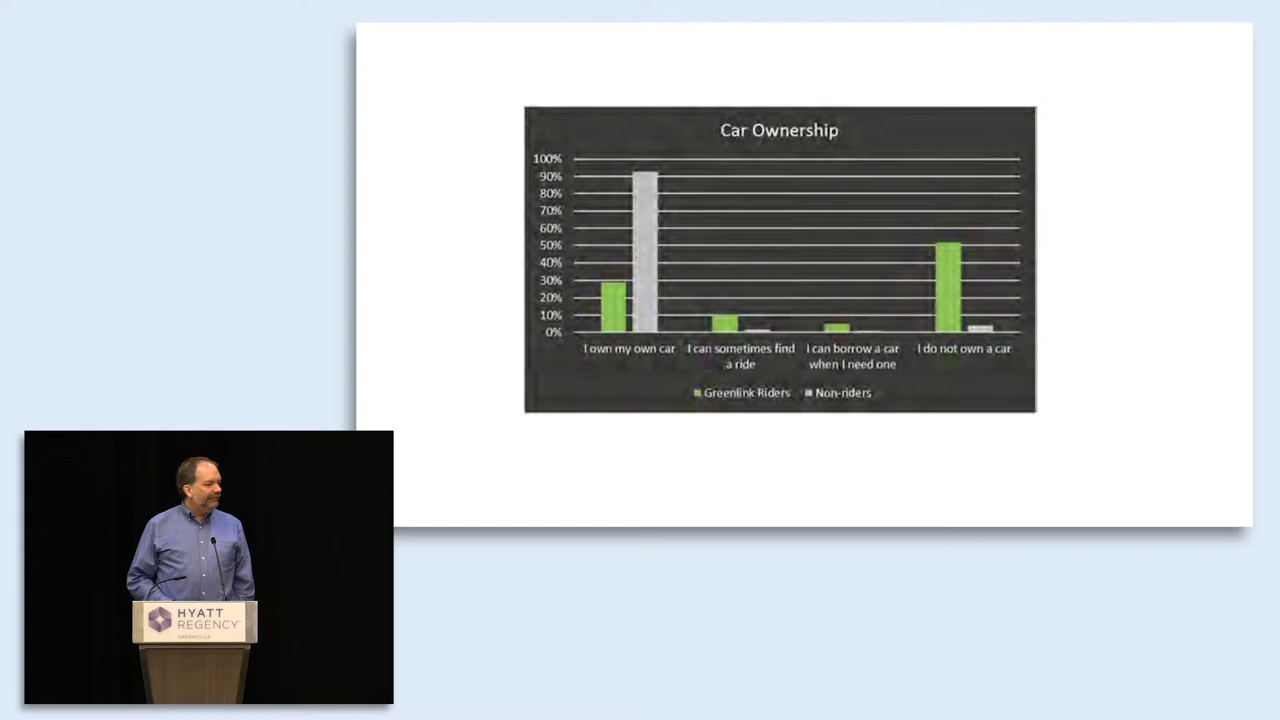 Car Ownership
100%
90%
80%
70%
60%
50%
40%
30%
20%
10%
0%
I own my own car
I can sometimes find
a ride
I can borrow a car
when I need one
I do not own a car
Greenlink Riders
Non-riders
HYATT
REGENCY
GREENVILLE